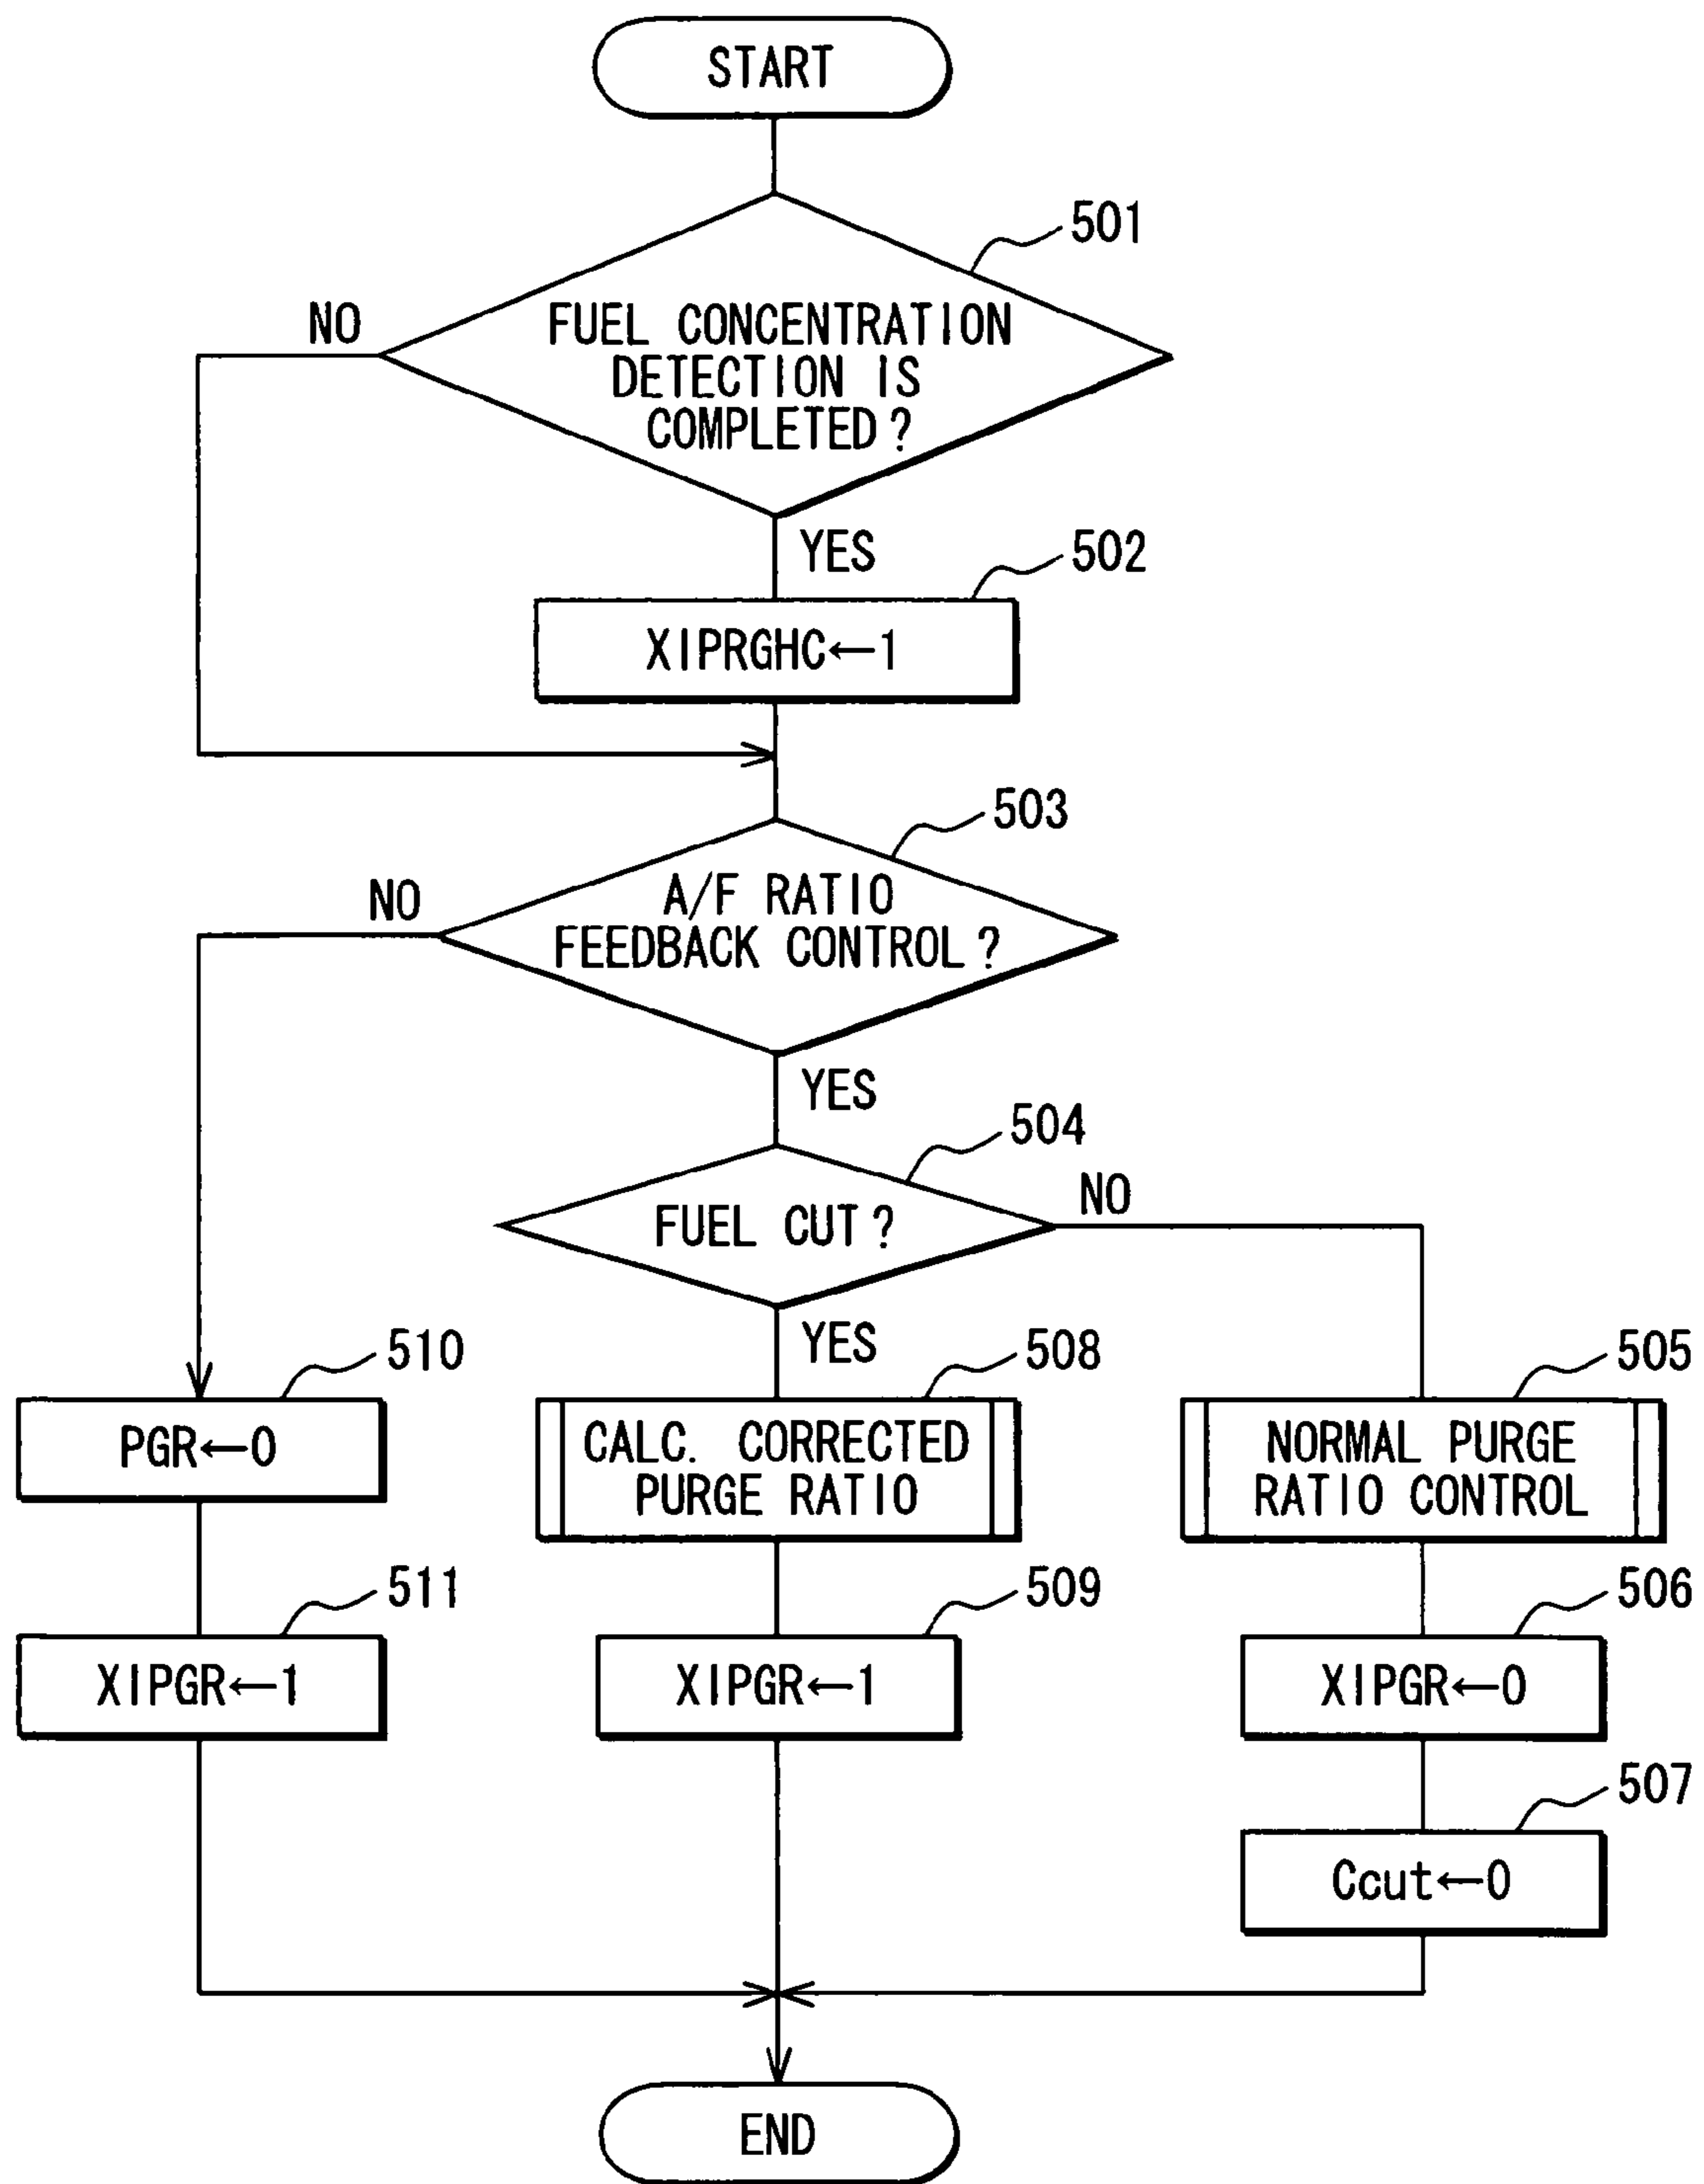 START
501
NO
FUEL CONCENTRATION
DETECTION IS
COMPLETED?
YES
502
XIPRGHC←1
503
NO
A/F RATIO
FEEDBACK CONTROL?
YES
504
NO
FUEL CUT?
YES
510
508
505
PGR←0
CALC. CORRECTED
PURGE RATIO
NORMAL PURGE
RATIO CONTROL
511
509
506
XIPGR←1
XIPGR←1
XIPGR←0
507
Ccut←0
END